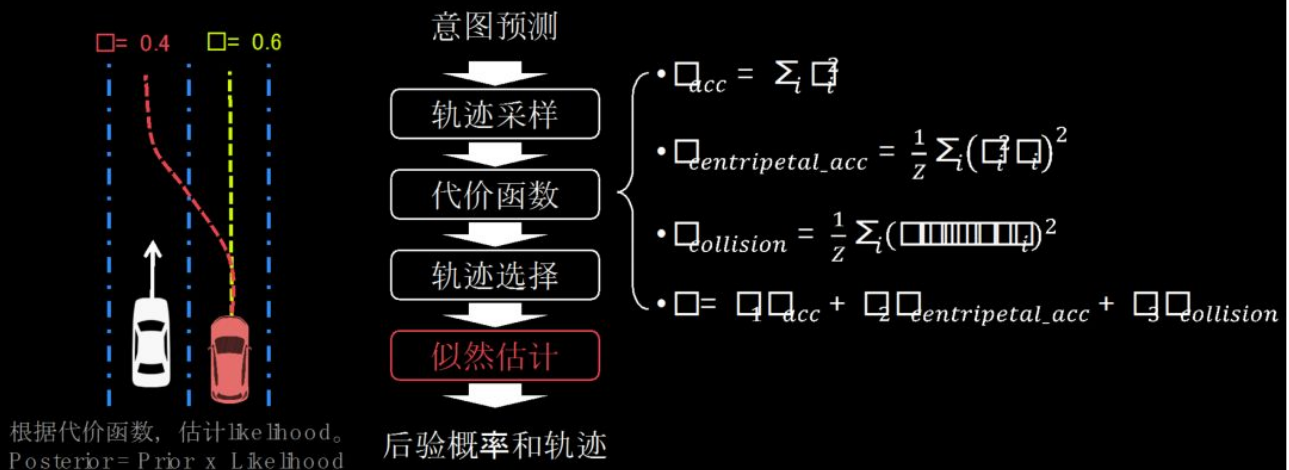 □= 0.4 □= 0.6
意图预测
轨迹采样
代价函数
轨迹选择
似然估计
后验概率和轨迹
• □acc = Σi □i²
• □centripetal_acc = 1/Z Σi(□i²□i)²
• □collision = 1/Z Σi(□□□□□□□□i)²
• □= □1□acc + □2□centripetal_acc + □3□collision
根据代价函数，估计likelihood。
Posterior = Prior x Likelihood